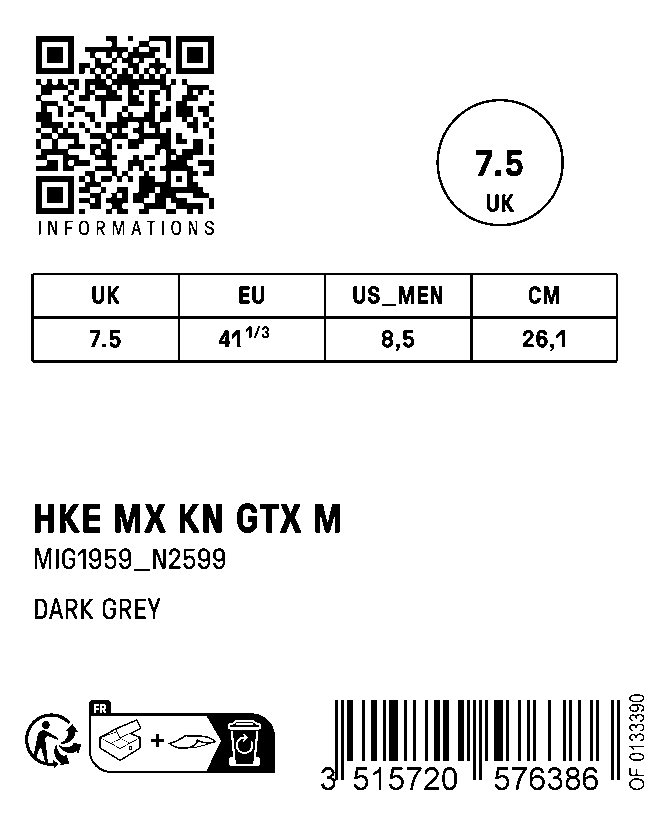 INFORMATIONS
7.5
UK
UK EU US_MEN CM
7.5 41 1/3 8,5 26,1
HKE MX KN GTX M
MIG1959_N2599
DARK GREY
FR
3 515720 576386
OF 0133390